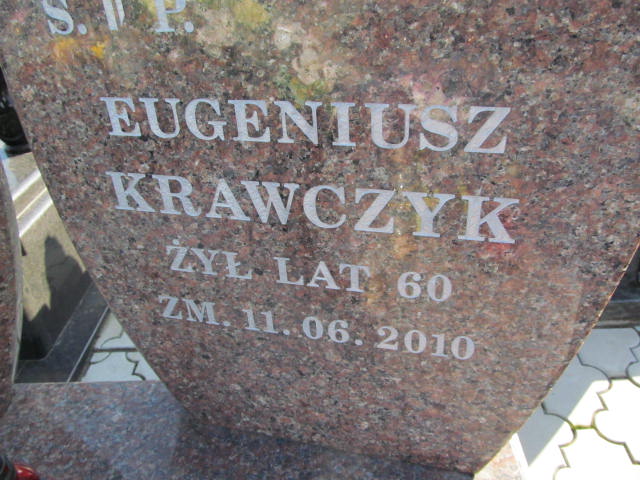 Ś. P.
EUGENIUSZ
KRAWCZYK
ŻYŁ LAT 60
ZM. 11. 06. 2010